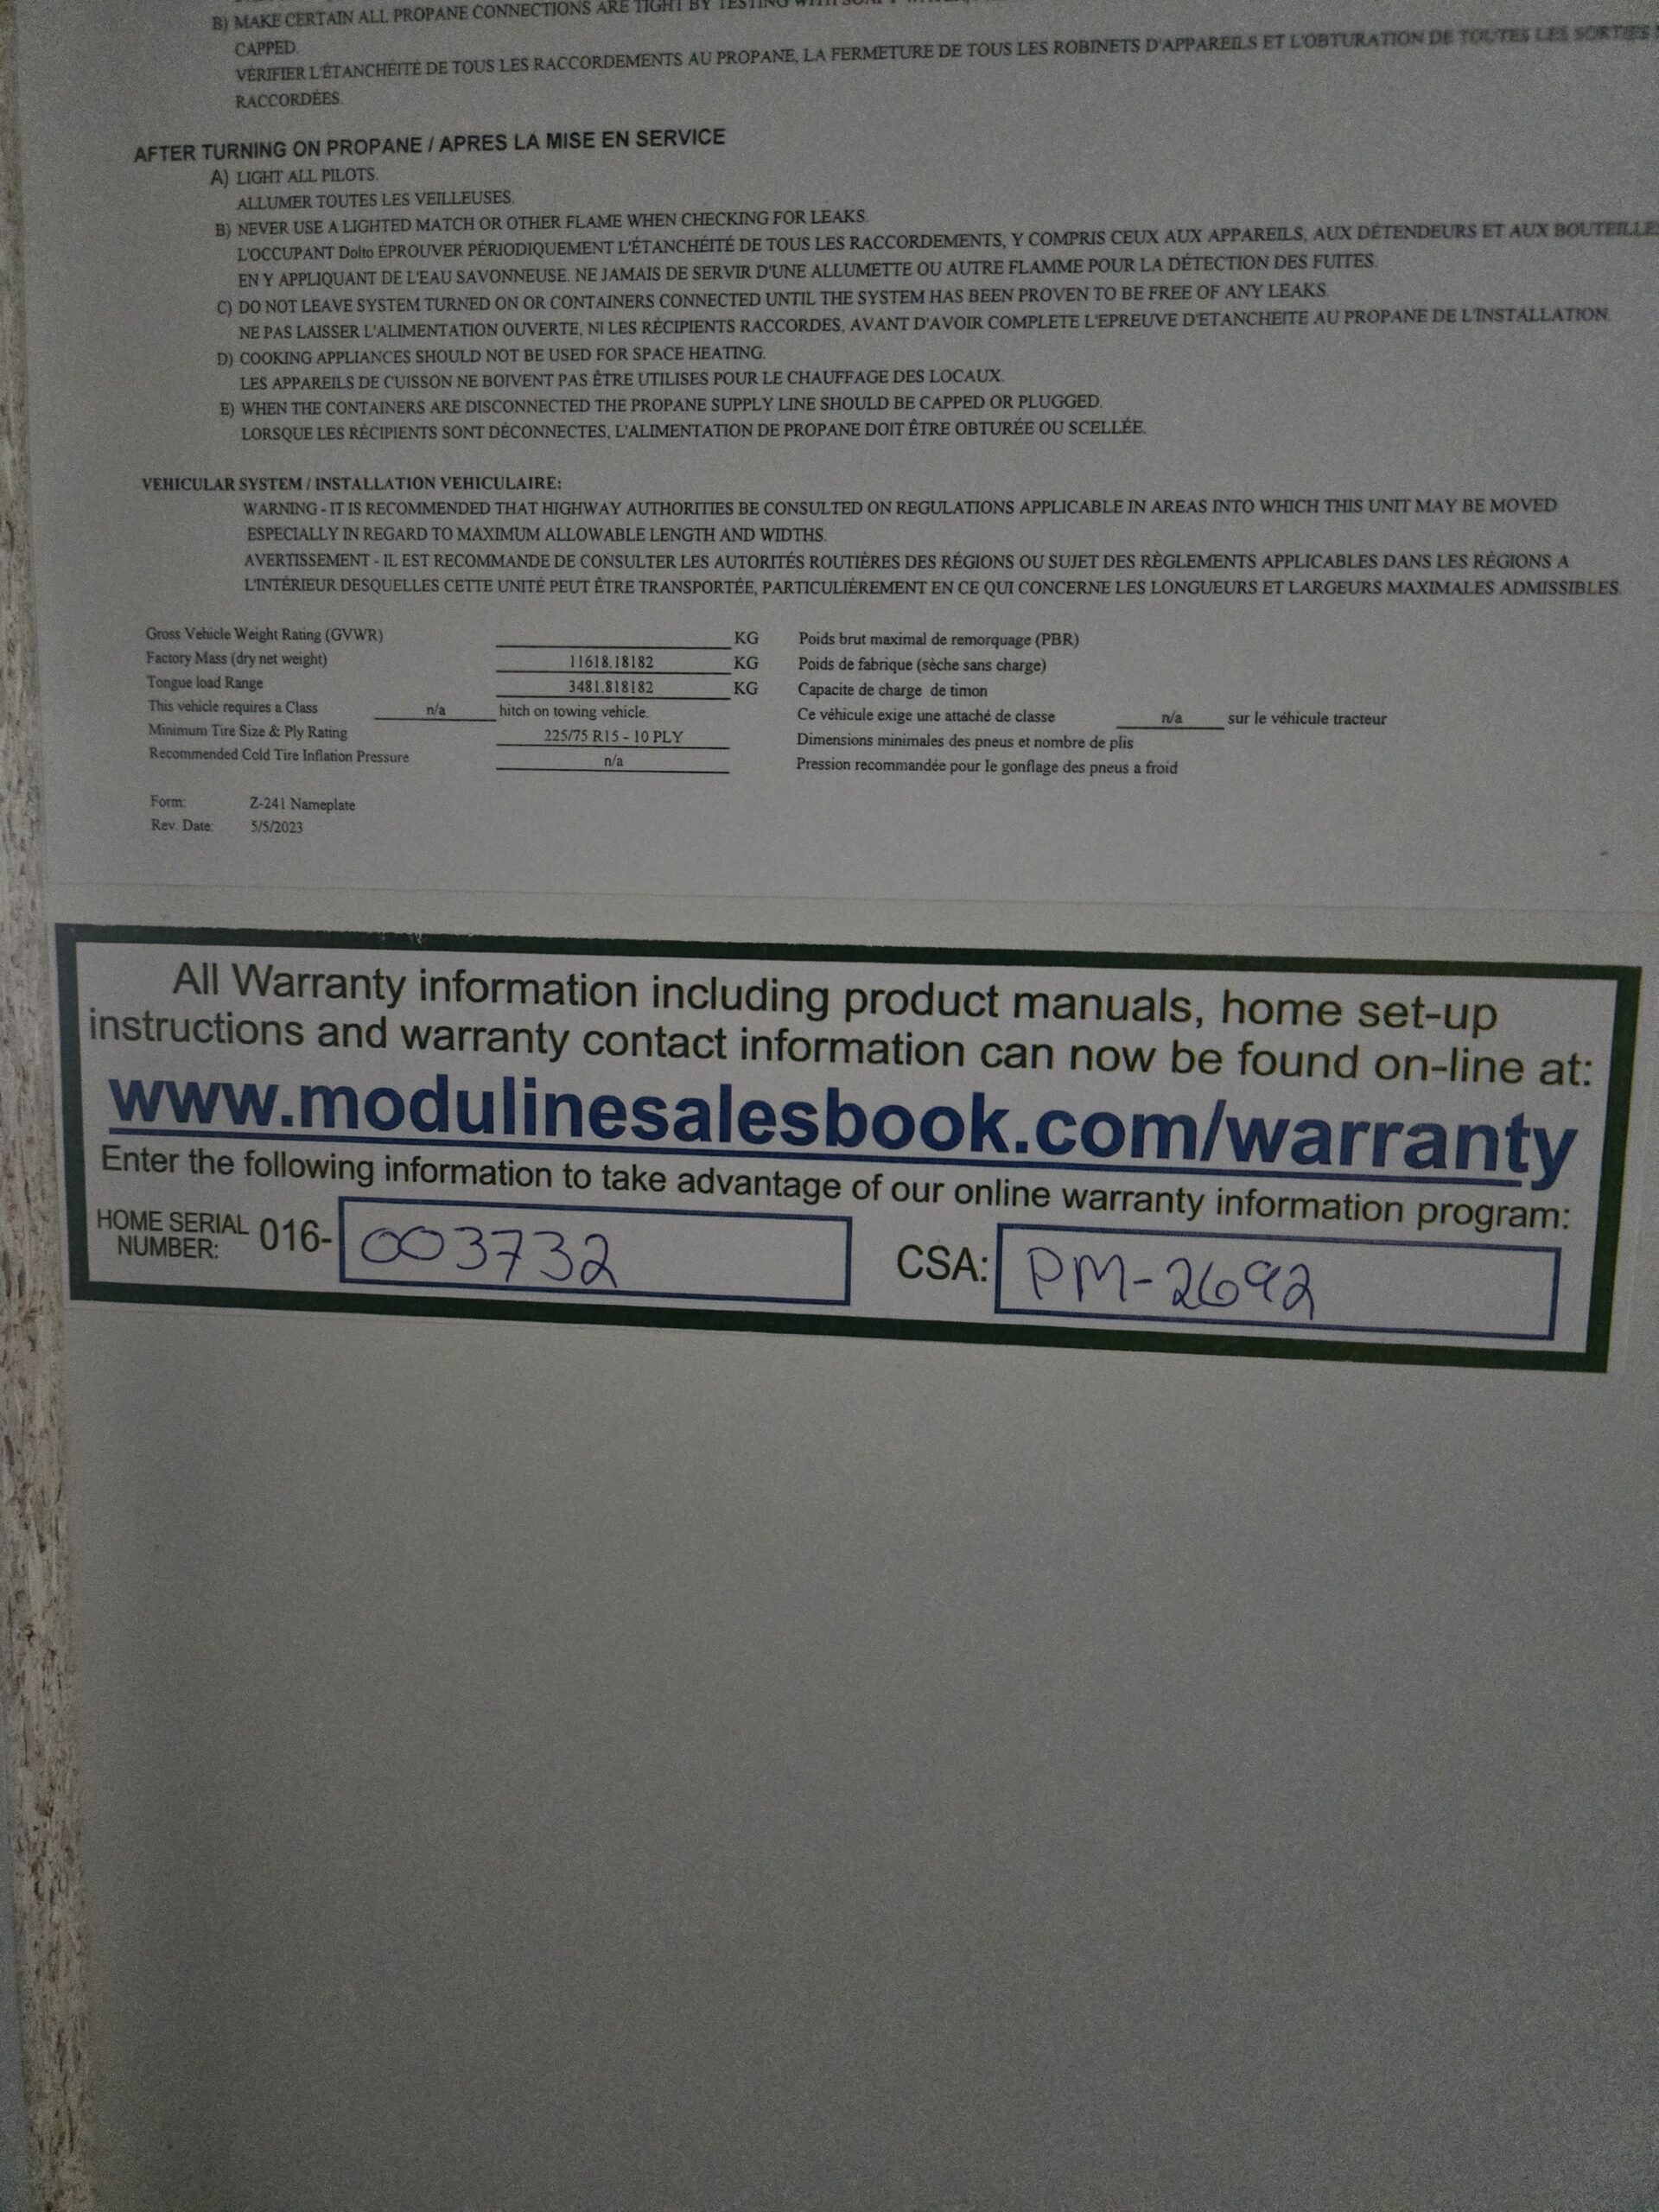 B) MAKE CERTAIN ALL PROPANE CONNECTIONS ARE TIGHT BY TESTING WITH
CAPPED.
VÉRIFIER L'ÉTANCHÉITÉ DE TOUS LES RACCORDEMENTS AU PROPANE, LA FERMETURE DE TOUS LES ROBINETS D'APPAREILS ET L'OBTURATION DE TOUTES LES SORTIES
RACCORDÉES
AFTER TURNING ON PROPANE / APRES LA MISE EN SERVICE
A) LIGHT ALL PILOTS.
ALLUMER TOUTES LES VEILLEUSES.
B) NEVER USE A LIGHTED MATCH OR OTHER FLAME WHEN CHECKING FOR LEAKS.
L'OCCUPANT Dolto ÉPROUVER PÉRIODIQUEMENT L'ÉTANCHÉITÉ DE TOUS LES RACCORDEMENTS, Y COMPRIS CEUX AUX APPAREILS, AUX DÉTENDEURS ET AUX BOUTEILLES
EN Y APPLIQUANT DE L'EAU SAVONNEUSE. NE JAMAIS DE SERVIR D'UNE ALLUMETTE OU AUTRE FLAMME POUR LA DÉTECTION DES FUITES.
C) DO NOT LEAVE SYSTEM TURNED ON OR CONTAINERS CONNECTED UNTIL THE SYSTEM HAS BEEN PROVEN TO BE FREE OF ANY LEAKS
NE PAS LAISSER L'ALIMENTATION OUVERTE, NI LES RÉCIPIENTS RACCORDES, AVANT D'AVOIR COMPLETE L'EPREUVE D'ETANCHEITE AU PROPANE DE L'INSTALLATION.
D) COOKING APPLIANCES SHOULD NOT BE USED FOR SPACE HEATING.
LES APPAREILS DE CUISSON NE BOIVENT PAS ÊTRE UTILISES POUR LE CHAUFFAGE DES LOCAUX.
E) WHEN THE CONTAINERS ARE DISCONNECTED THE PROPANE SUPPLY LINE SHOULD BE CAPPED OR PLUGGED.
LORSQUE LES RÉCIPIENTS SONT DÉCONNECTES, L'ALIMENTATION DE PROPANE DOIT ÊTRE OBTURÉE OU SCELLÉE.
VEHICULAR SYSTEM / INSTALLATION VEHICULAIRE:
WARNING - IT IS RECOMMENDED THAT HIGHWAY AUTHORITIES BE CONSULTED ON REGULATIONS APPLICABLE IN AREAS INTO WHICH THIS UNIT MAY BE MOVED
ESPECIALLY IN REGARD TO MAXIMUM ALLOWABLE LENGTH AND WIDTHS.
AVERTISSEMENT - IL EST RECOMMANDE DE CONSULTER LES AUTORITÉS ROUTIÈRES DES RÉGIONS OU SUJET DES RÈGLEMENTS APPLICABLES DANS LES RÉGIONS A
L'INTÉRIEUR DESQUELLES CETTE UNITÉ PEUT ÊTRE TRANSPORTÉE, PARTICULIÈREMENT EN CE QUI CONCERNE LES LONGUEURS ET LARGEURS MAXIMALES ADMISSIBLES.
Gross Vehicle Weight Rating (GVWR) KG Poids brut maximal de remorquage (PBR)
Factory Mass (dry net weight) 11618.18182 KG Poids de fabrique (sèche sans charge)
Tongue load Range 3481.818182 KG Capacite de charge de timon
This vehicle requires a Class n/a hitch on towing vehicle. Ce véhicule exige une attaché de classe n/a sur le véhicule tracteur
Minimum Tire Size & Ply Rating 225/75 R15 - 10 PLY Dimensions minimales des pneus et nombre de plis
Recommended Cold Tire Inflation Pressure n/a Pression recommandée pour le gonflage des pneus a froid
Form: Z-241 Nameplate
Rev. Date: 5/5/2023
All Warranty information including product manuals, home set-up
instructions and warranty contact information can now be found on-line at:
www.modulinesalesbook.com/warranty
Enter the following information to take advantage of our online warranty information program:
HOME SERIAL NUMBER: 016- 003732 CSA: PM-2692